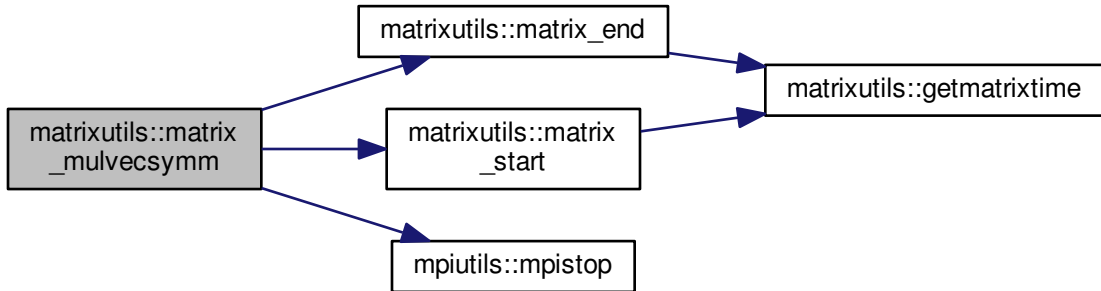 matrixutils::matrix_end
matrixutils::getmatrixtime
matrixutils::matrix
_mulvecsymm
matrixutils::matrix
_start
mpiutils::mpistop